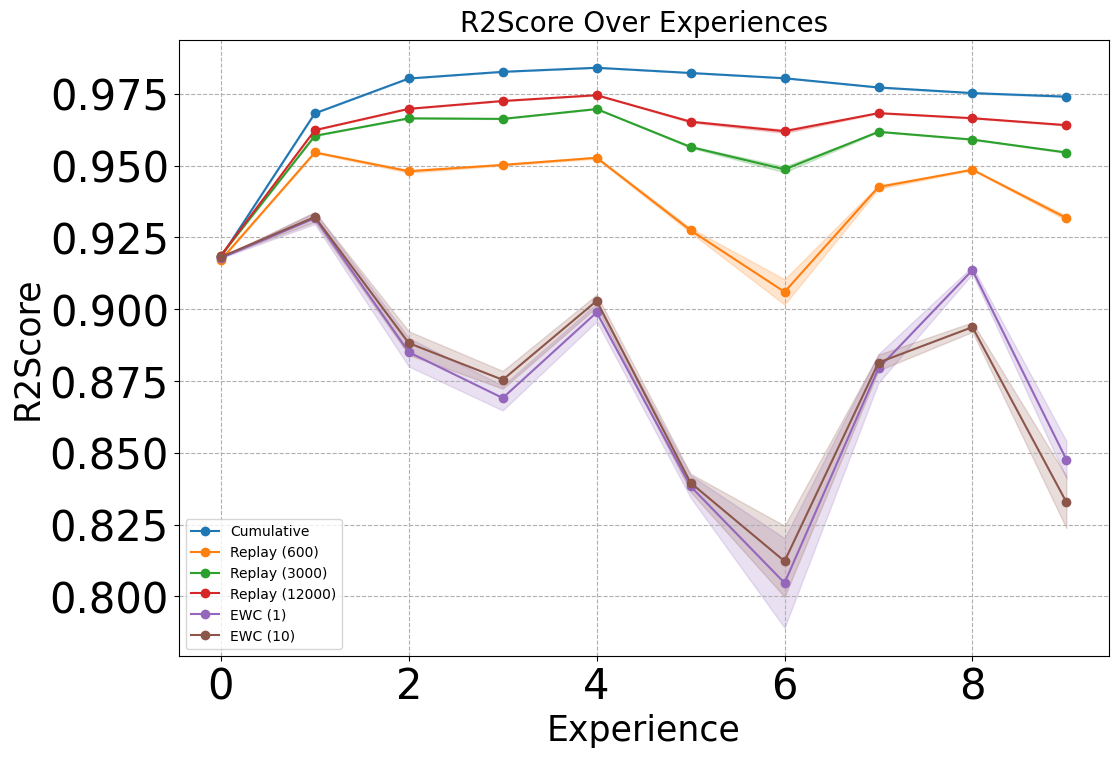 R2Score Over Experiences
0.975
0.950
0.925
0.900
0.875
0.850
0.825
0.800
R2Score
Cumulative
Replay (600)
Replay (3000)
Replay (12000)
EWC (1)
EWC (10)
0 2 4 6 8
Experience